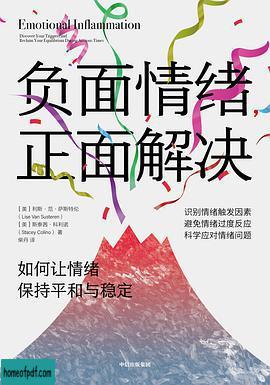 Emotional Inflammation
Discover Your Triggers and
Reclaim Your Equilibrium During Anxious Times
负面情绪,
正面解决
[美] 利斯·范·萨斯特伦
(Lise Van Susteren)
[美] 斯泰茜·科利诺
(Stacey Colino) 著
柴丹 译
识别情绪触发因素
避免情绪过度反应
科学应对情绪问题
如何让情绪
保持平和与稳定
中信出版集团
homeofpdf.com